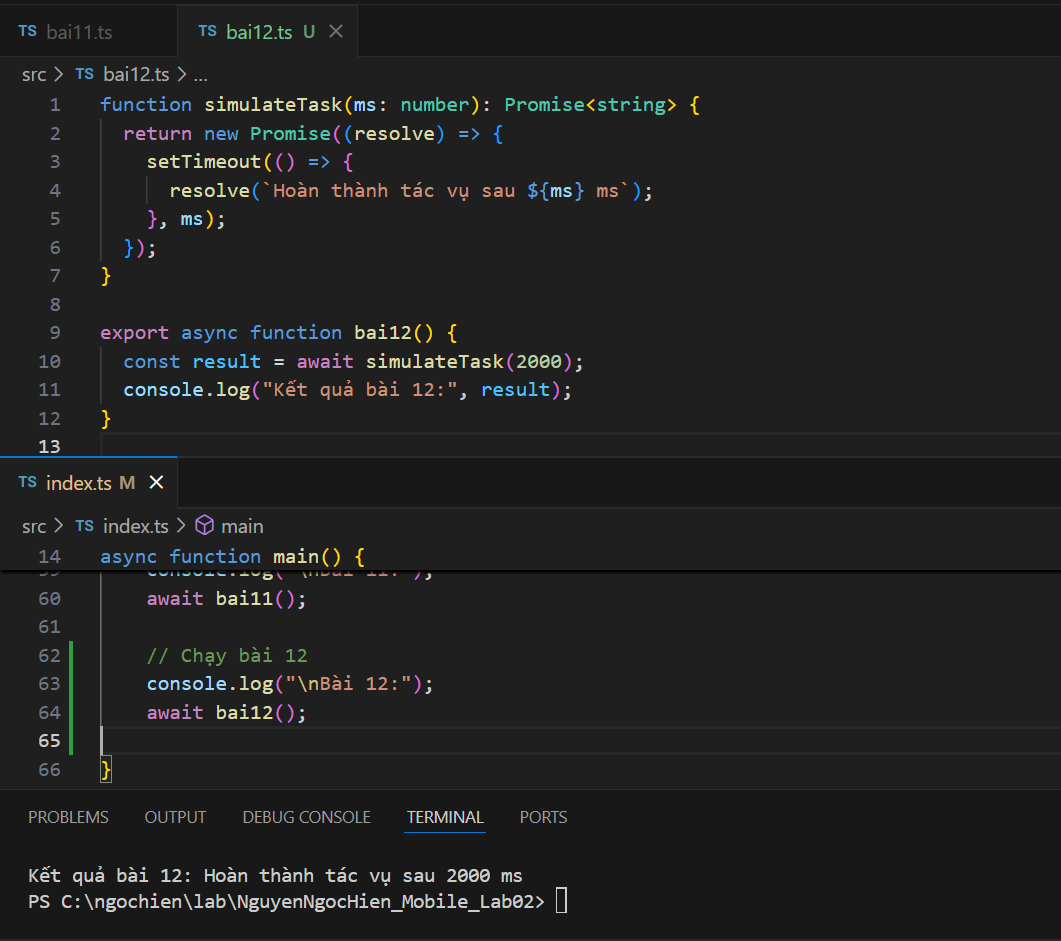 TS bai11.ts TS bai12.ts U
src > TS bai12.ts > ...
1 function simulateTask(ms: number): Promise<string> {
2 return new Promise((resolve) => {
3 setTimeout(() => {
4 resolve(`Hoàn thành tác vụ sau ${ms} ms`);
5 }, ms);
6 });
7 }
8
9 export async function bai12() {
10 const result = await simulateTask(2000);
11 console.log("Kết quả bài 12:", result);
12 }
13
TS index.ts M
src > TS index.ts > main
14 async function main() {
59 console.log("\nBài 11:");
60 await bai11();
61
62 // Chạy bài 12
63 console.log("\nBài 12:");
64 await bai12();
65
66 }
PROBLEMS OUTPUT DEBUG CONSOLE TERMINAL PORTS
Kết quả bài 12: Hoàn thành tác vụ sau 2000 ms
PS C:\ngochien\lab\NguyenNgocHien_Mobile_Lab02>